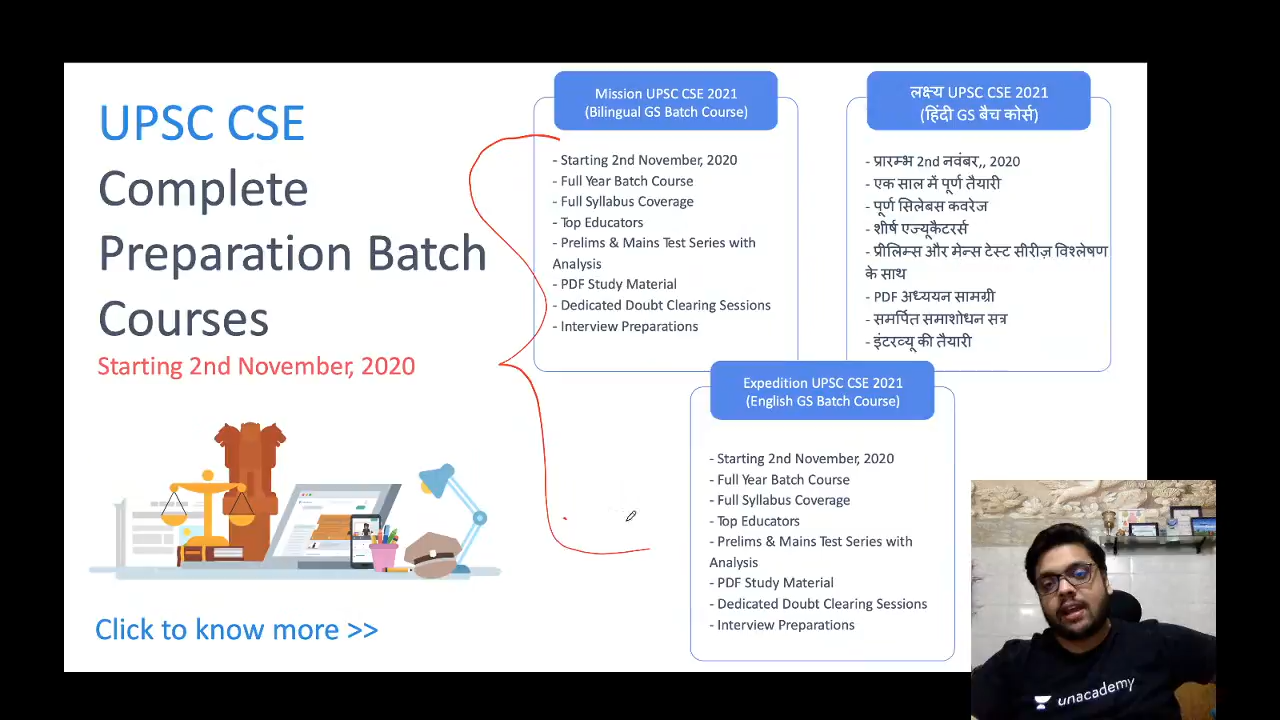 UPSC CSE
Complete
Preparation Batch
Courses
Starting 2nd November, 2020
Click to know more >>
Mission UPSC CSE 2021
(Bilingual GS Batch Course)
- Starting 2nd November, 2020
- Full Year Batch Course
- Full Syllabus Coverage
- Top Educators
- Prelims & Mains Test Series with
Analysis
- PDF Study Material
- Dedicated Doubt Clearing Sessions
- Interview Preparations
लक्ष्य UPSC CSE 2021
(हिंदी GS बैच कोर्स)
- प्रारम्भ 2nd नवंबर,, 2020
- एक साल में पूर्ण तैयारी
- पूर्ण सिलेबस कवरेज
- शीर्ष एज्यूकैटरर्स
- प्रीलिम्स और मेन्स टेस्ट सीरीज़ विश्लेषण
के साथ
- PDF अध्ययन सामग्री
- समर्पित समाशोधन सत्र
- इंटरव्यू की तैयारी
Expedition UPSC CSE 2021
(English GS Batch Course)
- Starting 2nd November, 2020
- Full Year Batch Course
- Full Syllabus Coverage
- Top Educators
- Prelims & Mains Test Series with
Analysis
- PDF Study Material
- Dedicated Doubt Clearing Sessions
- Interview Preparations
unacademy